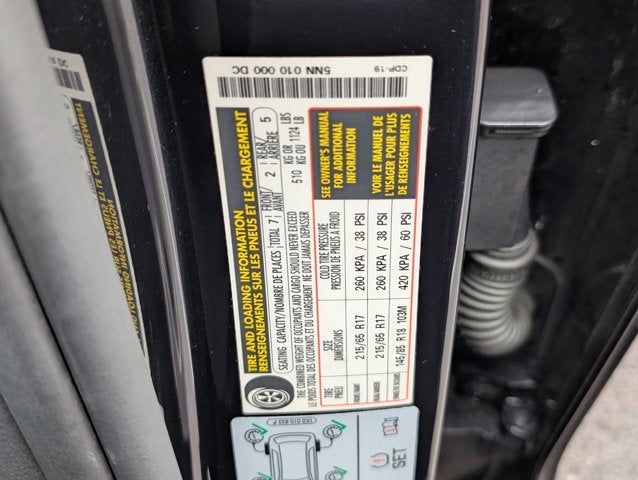 CDP-19
5NN 010 000 DC
TIRE AND LOADING INFORMATION
RENSEIGNEMENTS SUR LES PNEUS ET LE CHARGEMENT
SEATING CAPACITY/NOMBRE DE PLACES TOTAL 7 FRONT/AVANT 2 REAR/ARRIÈRE 5
THE COMBINED WEIGHT OF OCCUPANTS AND CARGO SHOULD NEVER EXCEED 510 KG OR 1124 LBS
LE POIDS TOTAL DES OCCUPANTS ET DU CHARGEMENT NE DOIT JAMAIS DÉPASSER 510 KG OU 1124 LB
TIRE SIZE COLD TIRE PRESSURE
PNEU DIMENSIONS PRESSION DE PNEUS A FROID
215/65 R17 260 KPA / 38 PSI
215/65 R17 260 KPA / 38 PSI
145/85 R18 103M 420 KPA / 60 PSI
SEE OWNER'S MANUAL
FOR ADDITIONAL
INFORMATION
VOIR LE MANUEL DE
L'USAGER POUR PLUS
DE RENSEIGNEMENTS
SET